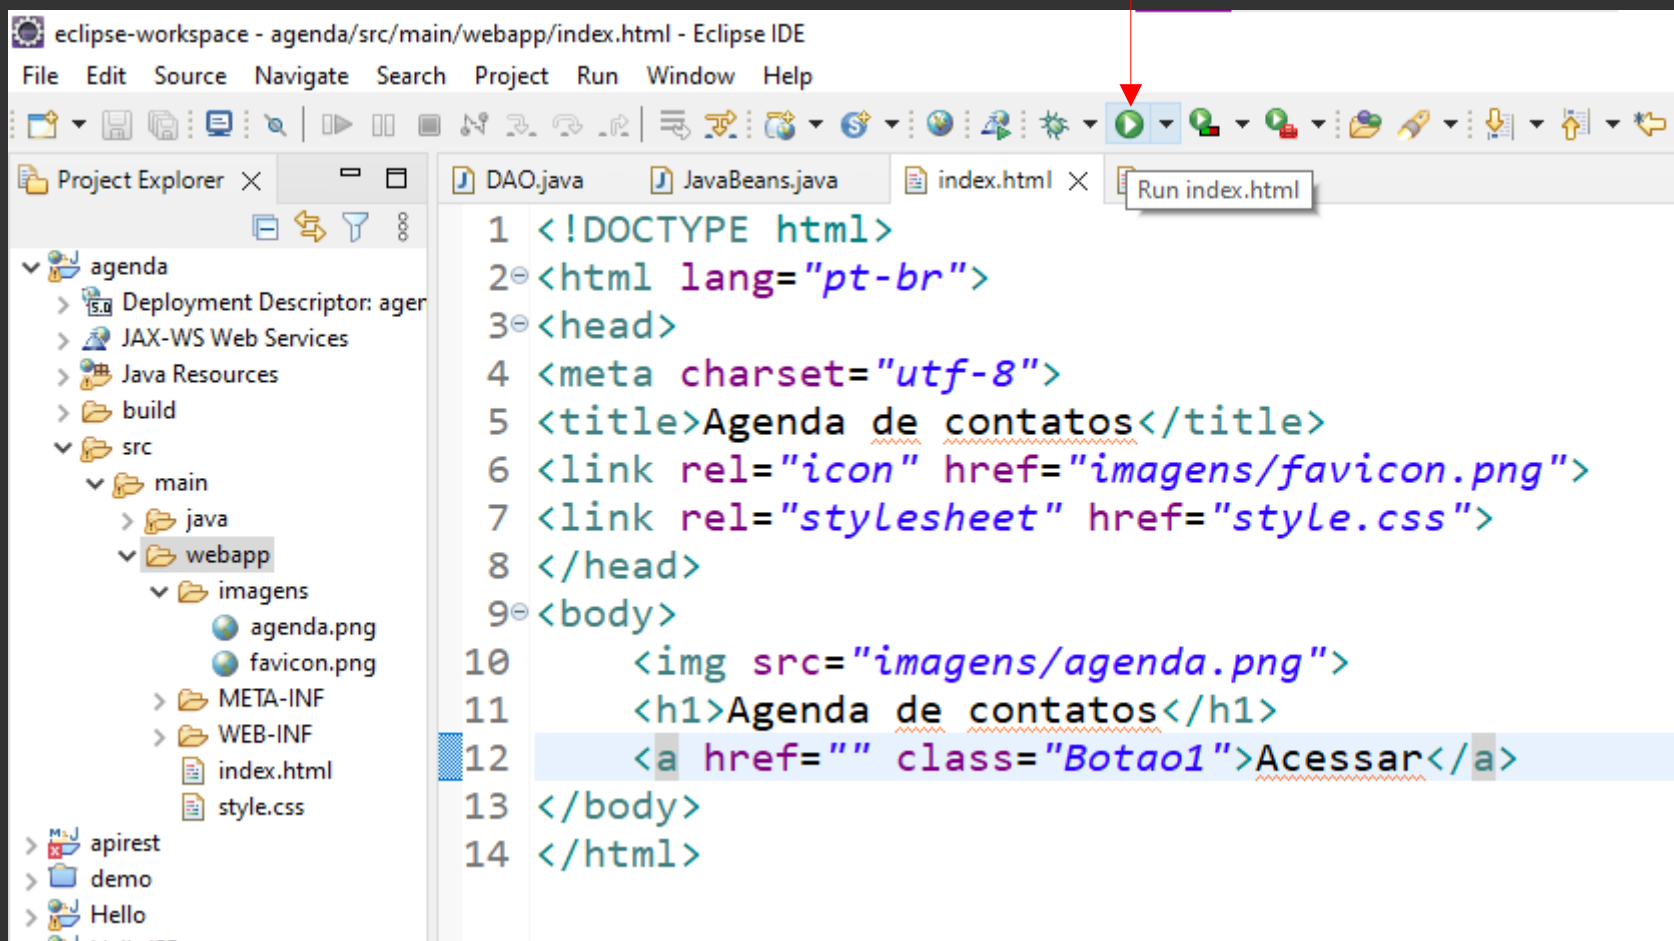 eclipse-workspace - agenda/src/main/webapp/index.html - Eclipse IDE
File Edit Source Navigate Search Project Run Window Help
Project Explorer
DAO.java JavaBeans.java index.html
Run index.html
agenda
5.0 Deployment Descriptor: agen
JAX-WS Web Services
Java Resources
build
src
main
java
webapp
imagens
agenda.png
favicon.png
META-INF
WEB-INF
index.html
style.css
apirest
demo
Hello
1 <!DOCTYPE html>
2 <html lang="pt-br">
3 <head>
4 <meta charset="utf-8">
5 <title>Agenda de contatos</title>
6 <link rel="icon" href="imagens/favicon.png">
7 <link rel="stylesheet" href="style.css">
8 </head>
9 <body>
10 <img src="imagens/agenda.png">
11 <h1>Agenda de contatos</h1>
12 <a href="" class="Botao1">Acessar</a>
13 </body>
14 </html>